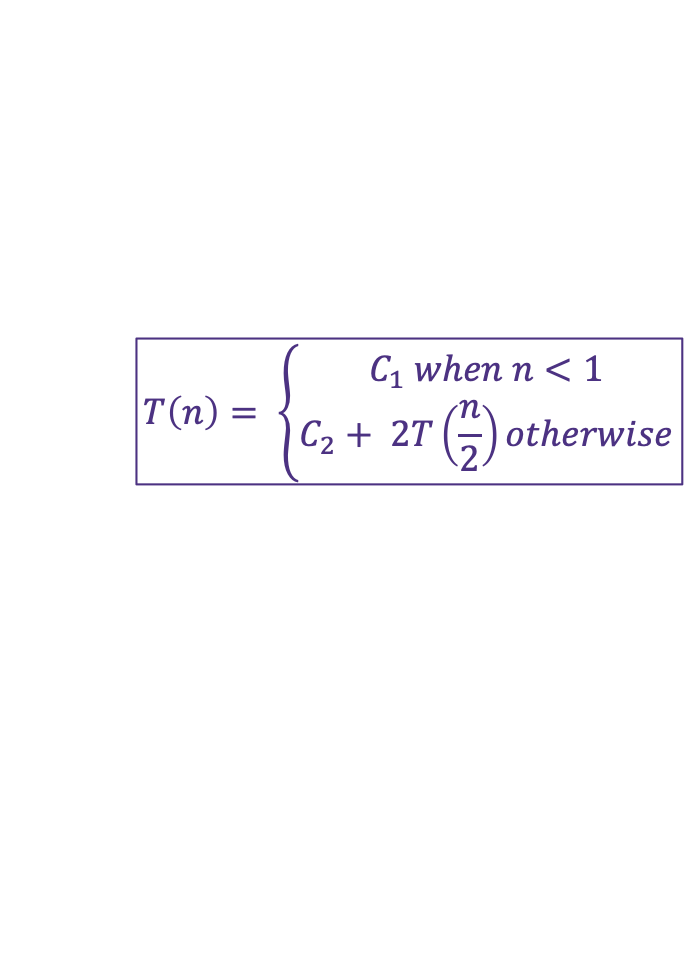 T(n) = { C₁ when n < 1
C₂ + 2T(n/2) otherwise